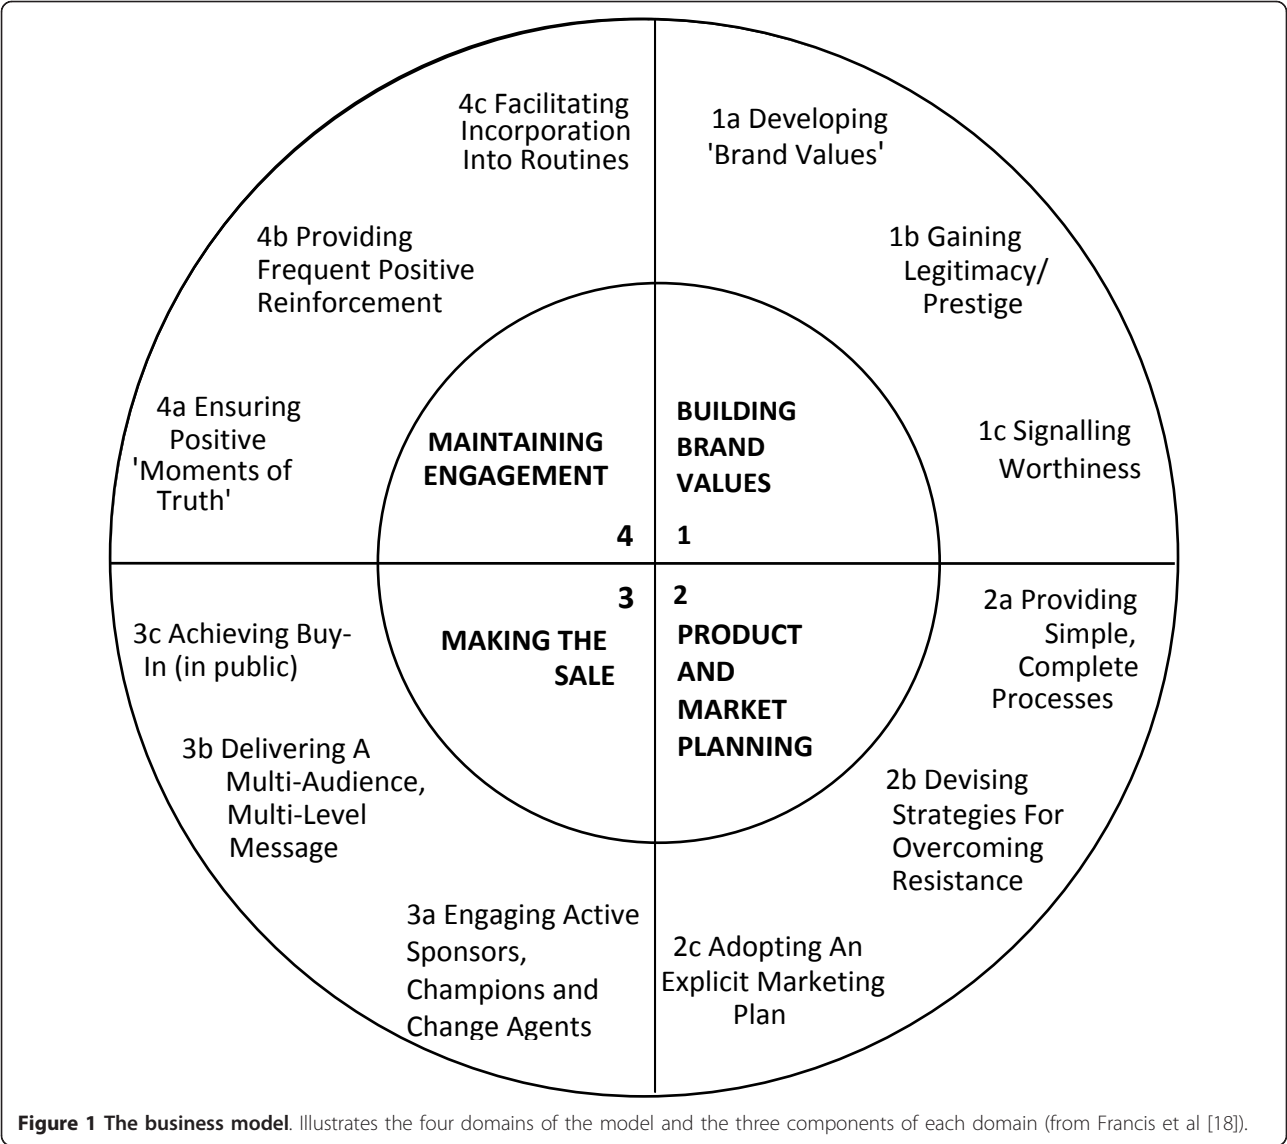 4c Facilitating
Incorporation
Into Routines
1a Developing
'Brand Values'
4b Providing
Frequent Positive
Reinforcement
1b Gaining
Legitimacy/
Prestige
4a Ensuring
Positive
'Moments of
Truth'
MAINTAINING
ENGAGEMENT
4
BUILDING
BRAND
VALUES
1
1c Signalling
Worthiness
3c Achieving Buy-
In (in public)
3
MAKING THE
SALE
2
PRODUCT
AND
MARKET
PLANNING
2a Providing
Simple,
Complete
Processes
3b Delivering A
Multi-Audience,
Multi-Level
Message
2b Devising
Strategies For
Overcoming
Resistance
3a Engaging Active
Sponsors,
Champions and
Change Agents
2c Adopting An
Explicit Marketing
Plan
Figure 1 The business model. Illustrates the four domains of the model and the three components of each domain (from Francis et al [18]).